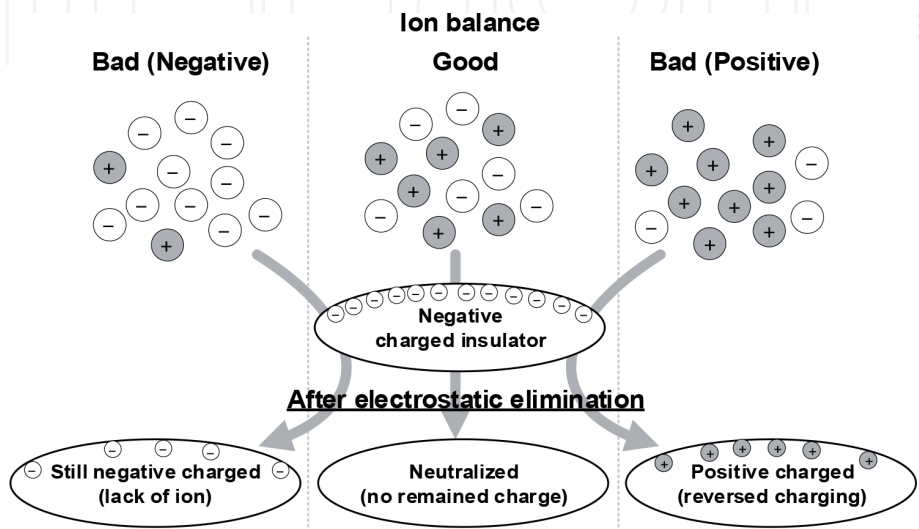 Ion balance
Bad (Negative)
Good
Bad (Positive)
Negative
charged insulator
After electrostatic elimination
Still negative charged
(lack of ion)
Neutralized
(no remained charge)
Positive charged
(reversed charging)